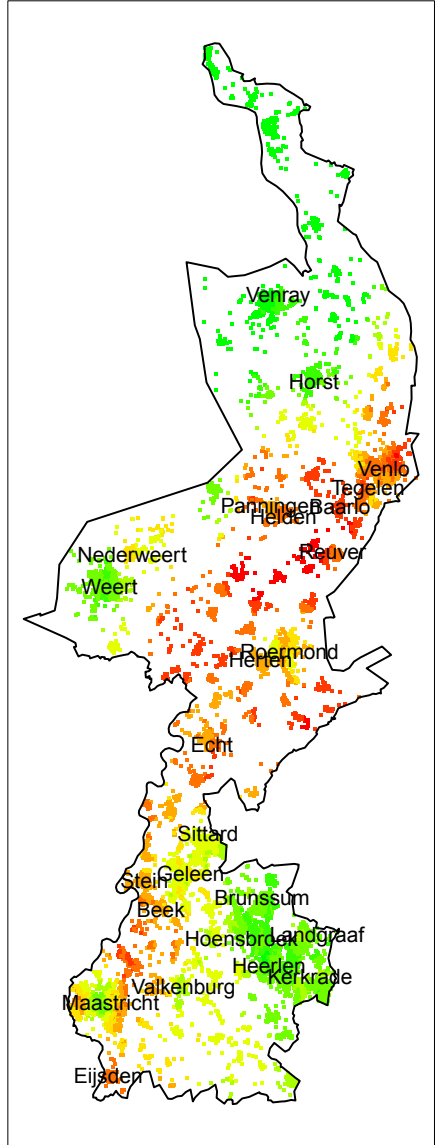 Venray
Horst
Venlo
Tegelen
Panningen
Baarlo
Helden
Reuver
Nederweert
Weert
Roermond
Herten
Echt
Sittard
Geleen
Stein
Brunssum
Beek
Landgraaf
Hoensbroek
Heerlen
Kerkrade
Valkenburg
Maastricht
Eijsden